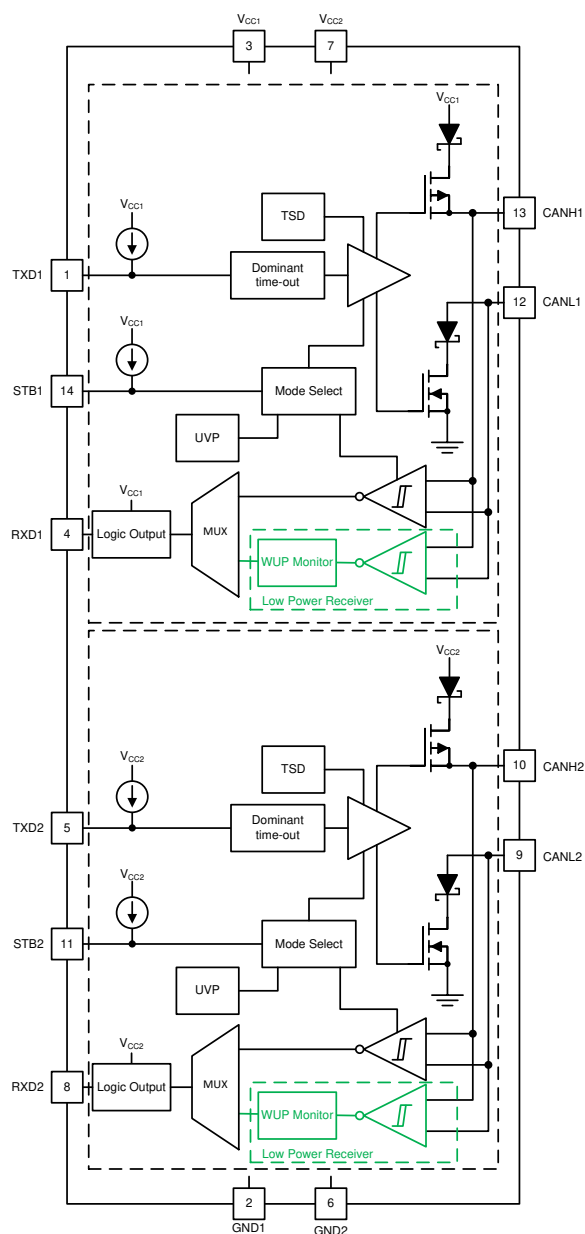 VCC1
VCC2
3
7
VCC1
VCC1
TSD
13
CANH1
TXD1
1
Dominant
time-out
12
CANL1
VCC1
STB1
14
Mode Select
UVP
VCC1
RXD1
4
Logic Output
MUX
WUP Monitor
Low Power Receiver
VCC2
VCC2
TSD
10
CANH2
TXD2
5
Dominant
time-out
9
CANL2
VCC2
STB2
11
Mode Select
UVP
VCC2
RXD2
8
Logic Output
MUX
WUP Monitor
Low Power Receiver
2
6
GND1
GND2